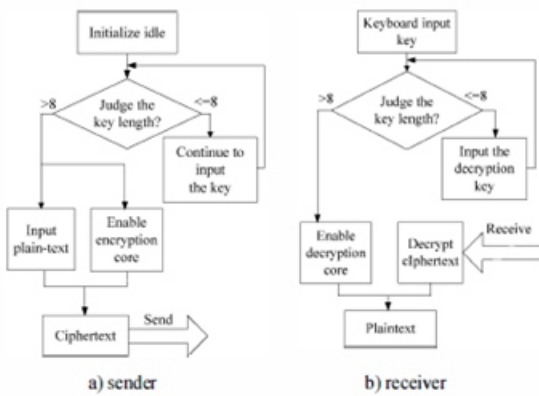 Initialize idle
>8
Judge the
key length?
<=8
Continue to
input
the key
Input
plain-text
Enable
encryption
core
Ciphertext
Send
a) sender
Keyboard input
key
>8
Judge the
key length?
<=8
Input the
decryption
key
Enable
decryption
core
Decrypt
ciphertext
Receive
Plaintext
b) receiver